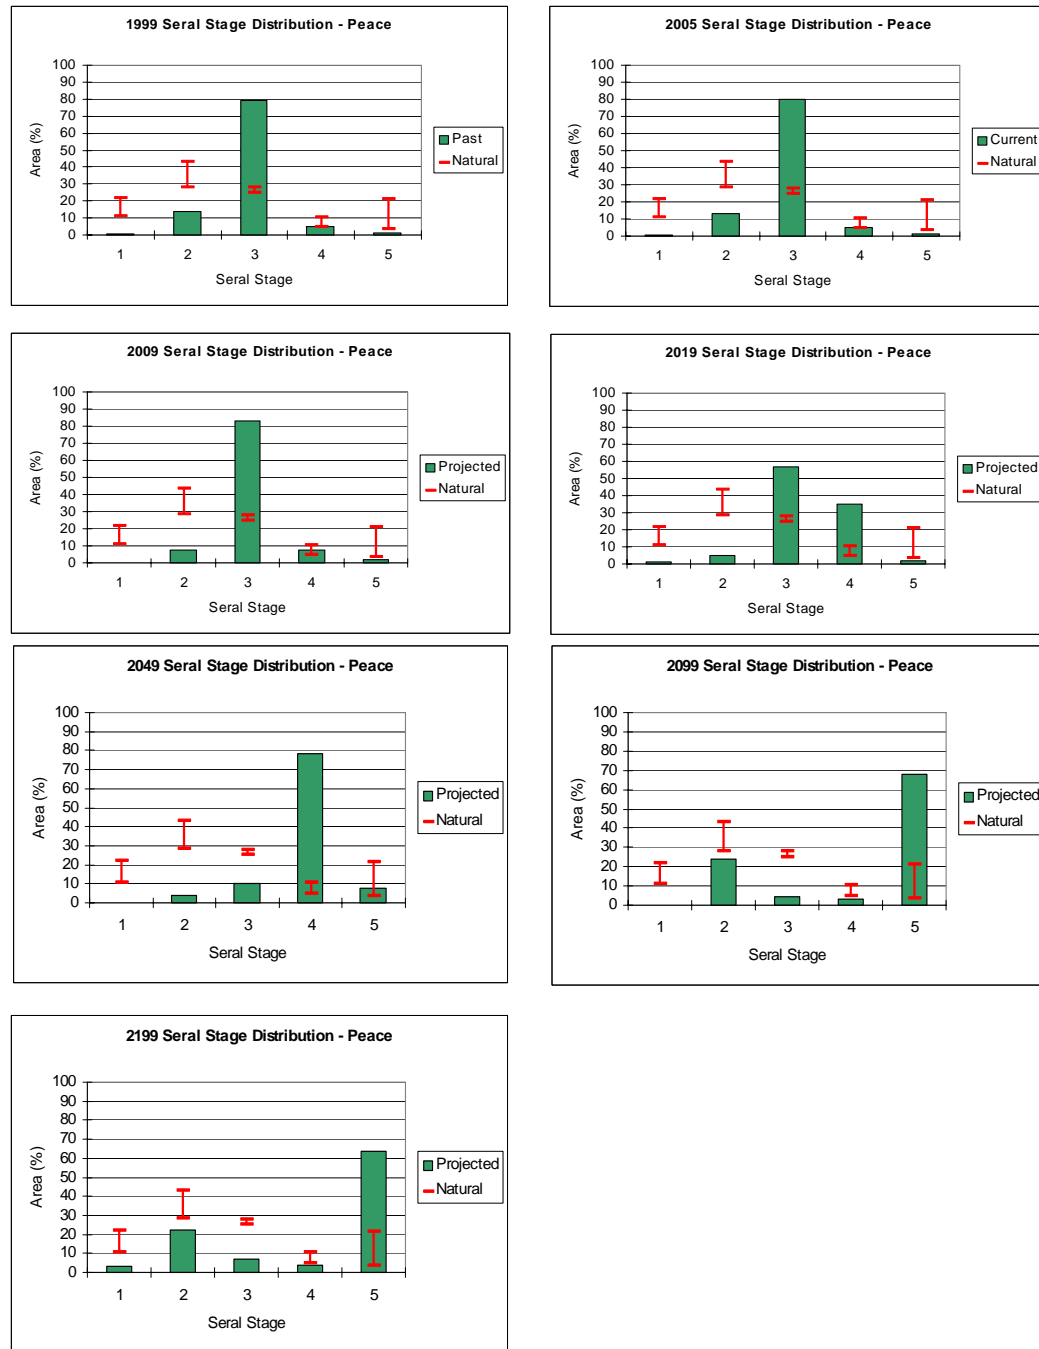 1999 Seral Stage Distribution - Peace
100
90
80
70
60
50
40
30
20
10
0
Area (%)
1 2 3 4 5
Seral Stage
Past
Natural
2005 Seral Stage Distribution - Peace
100
90
80
70
60
50
40
30
20
10
0
Area (%)
1 2 3 4 5
Seral Stage
Current
Natural
2009 Seral Stage Distribution - Peace
100
90
80
70
60
50
40
30
20
10
0
Area (%)
1 2 3 4 5
Seral Stage
Projected
Natural
2019 Seral Stage Distribution - Peace
100
90
80
70
60
50
40
30
20
10
0
Area (%)
1 2 3 4 5
Seral Stage
Projected
Natural
2049 Seral Stage Distribution - Peace
100
90
80
70
60
50
40
30
20
10
0
Area (%)
1 2 3 4 5
Seral Stage
Projected
Natural
2099 Seral Stage Distribution - Peace
100
90
80
70
60
50
40
30
20
10
0
Area (%)
1 2 3 4 5
Seral Stage
Projected
Natural
2199 Seral Stage Distribution - Peace
100
90
80
70
60
50
40
30
20
10
0
Area (%)
1 2 3 4 5
Seral Stage
Projected
Natural